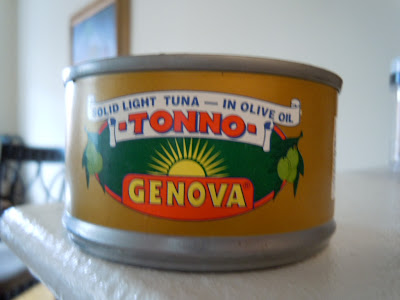 SOLID LIGHT TUNA — IN OLIVE OIL
•TONNO•
GENOVA®